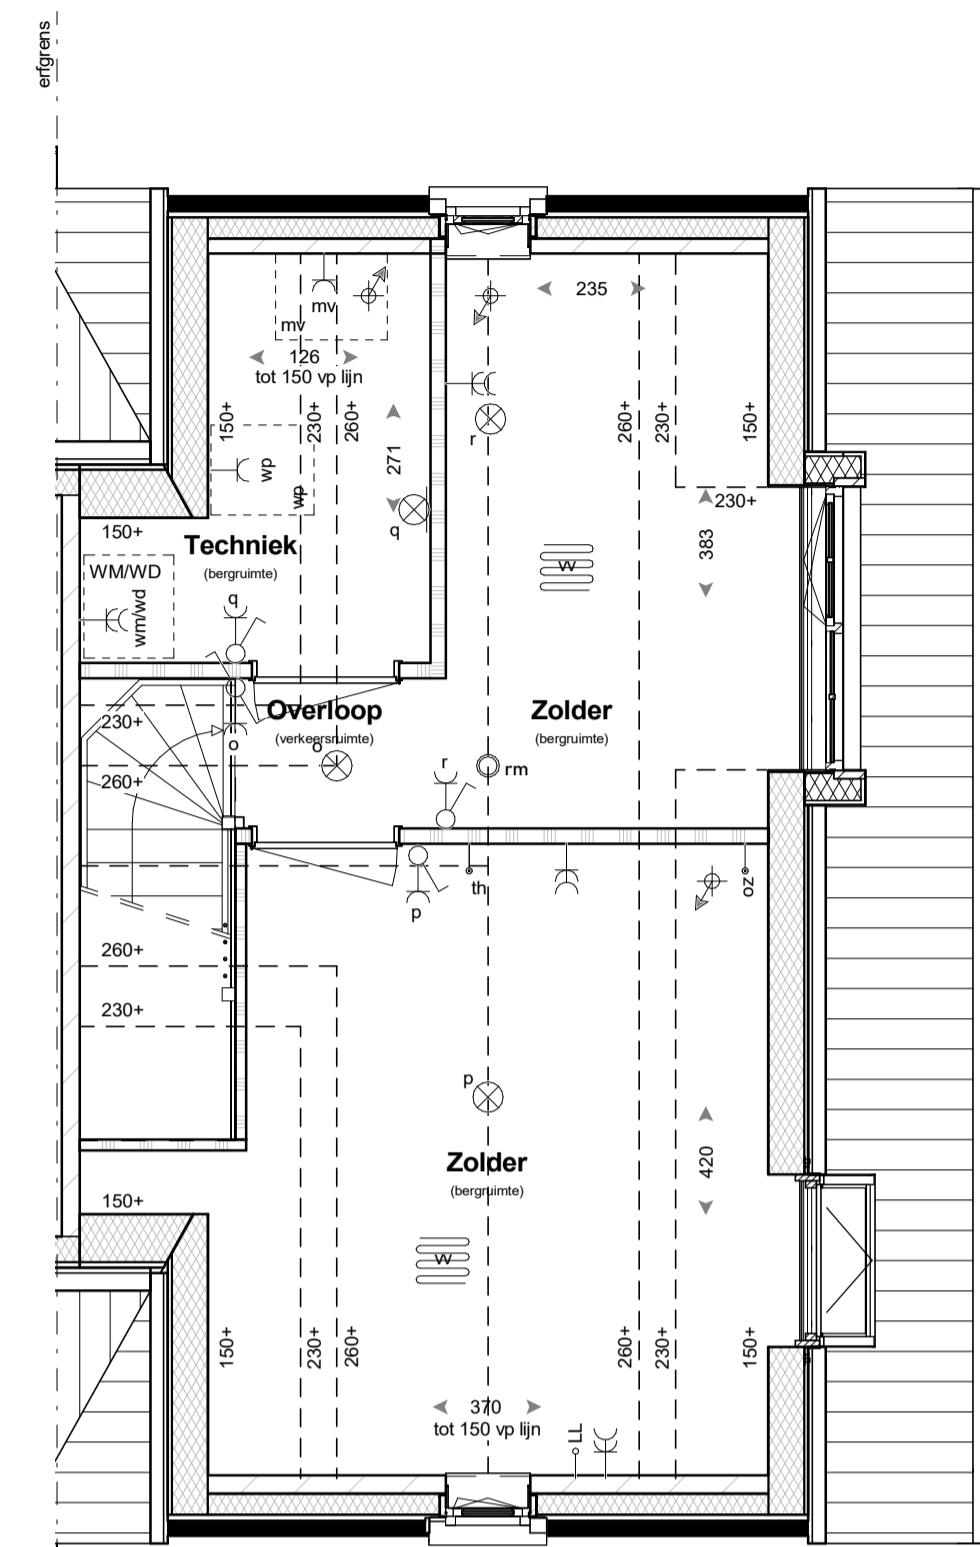 erfgrens
mv
mv
235
126
tot 150 vp lijn
150+
230+
260+
260+
230+
150+
r
271
wp
wp
230+
q
150+
383
Techniek
(bergruimte)
vv
WM/WD
wm/wd
q
Overloop
(verkeersruimte)
Zolder
(bergruimte)
230+
o
o
260+
r
rm
th
oz
p
260+
230+
p
420
Zolder
(bergruimte)
150+
vv
150+
230+
260+
260+
230+
150+
370
tot 150 vp lijn
LL